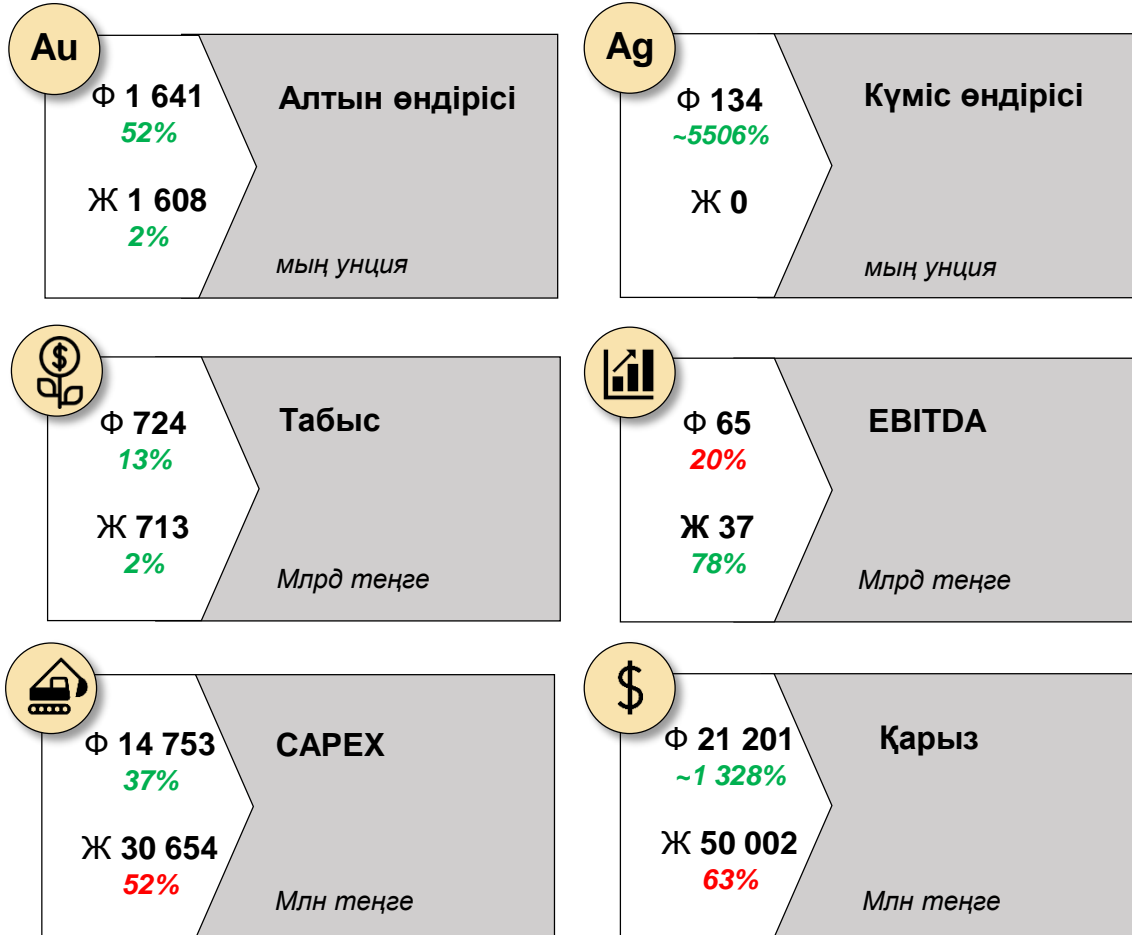 Au
Ф 1 641
52%
Ж 1 608
2%
Алтын өндірісі
мың унция
Ag
Ф 134
~5506%
Ж 0
Күміс өндірісі
мың унция
$
Ф 724
13%
Ж 713
2%
Табыс
Млрд теңге
Ф 65
20%
Ж 37
78%
EBITDA
Млрд теңге
Ф 14 753
37%
Ж 30 654
52%
CAPEX
Млн теңге
$
Ф 21 201
~1 328%
Ж 50 002
63%
Қарыз
Млн теңге